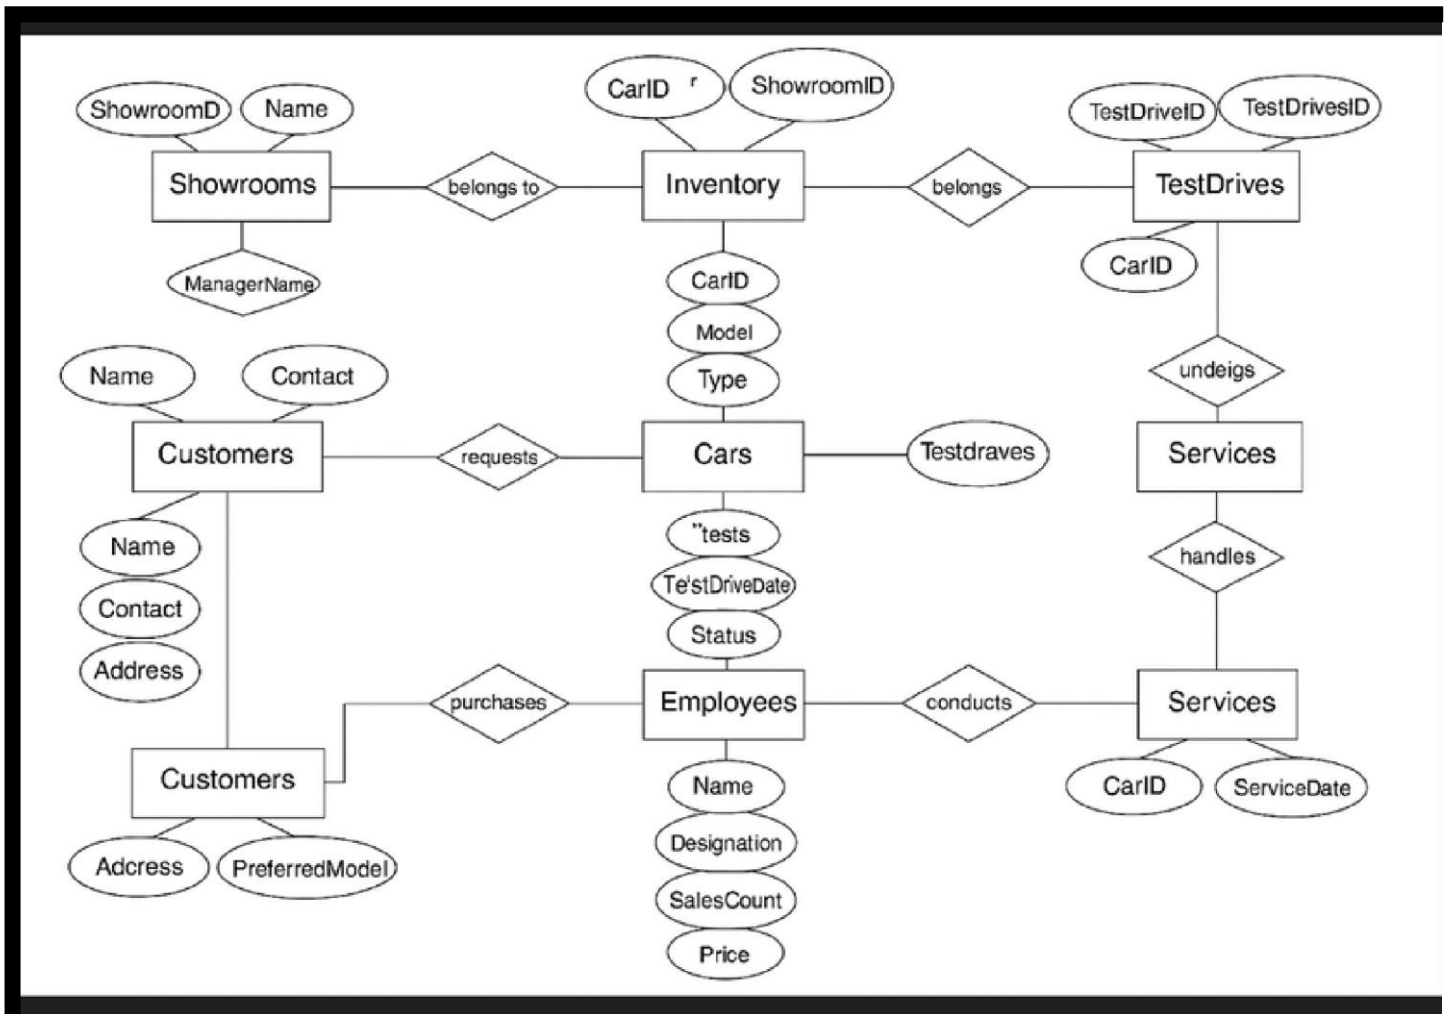 CarID r
ShowroomID
ShowroomD
Name
TestDriveID
TestDrivesID
Showrooms
belongs to
Inventory
belongs
TestDrives
CarID
ManagerName
CarID
Model
Type
Name
Contact
undeigs
Customers
requests
Cars
Testdraves
Services
Name
Contact
Address
"tests
Te'stDriveDate
Status
handles
purchases
Employees
conducts
Services
Customers
Name
CarID
ServiceDate
Adcress
PreferredModel
Designation
SalesCount
Price